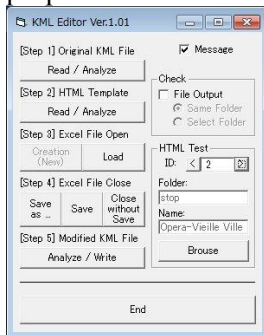 KML Editor Ver.1.01
[Step 1] Original KML File
Read / Analyze
[Step 2] HTML Template
Read / Analyze
[Step 3] Excel File Open
Creation
(New)
Load
[Step 4] Excel File Close
Save
as ..
Save
Close
without
Save
[Step 5] Modified KML File
Analyze / Write
Message
Check
File Output
Same Folder
Select Folder
HTML Test
ID:
<
2
Folder:
stop
Name:
Opera-Vieille Ville
Brouse
End